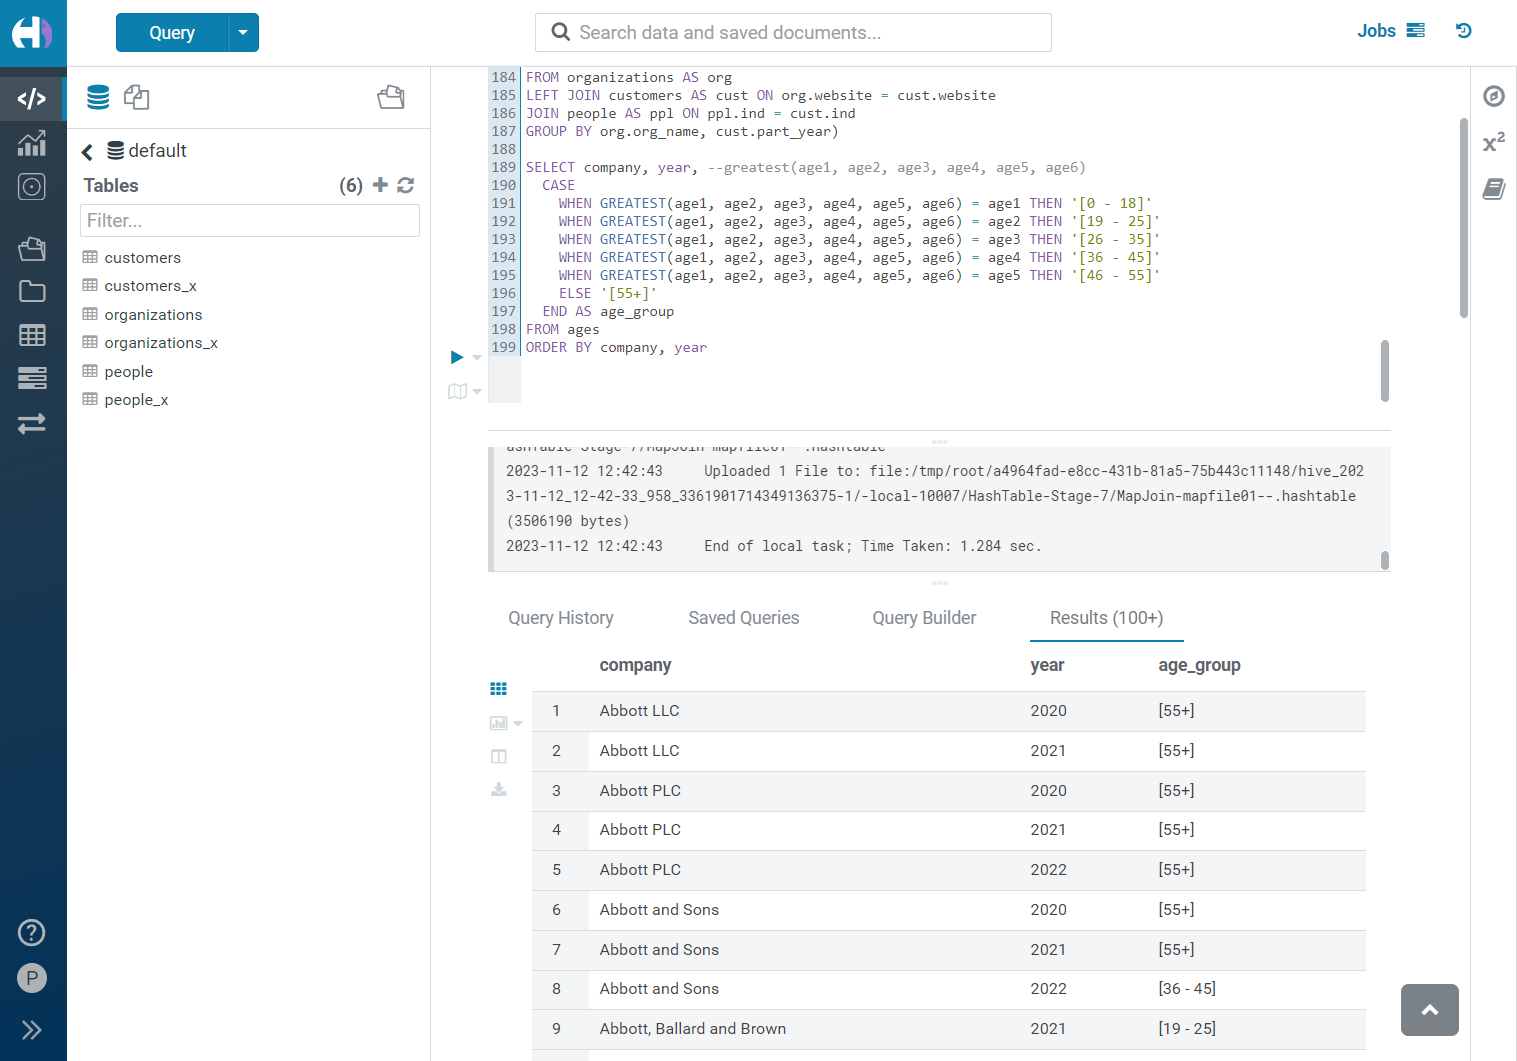 Query
Search data and saved documents...
Jobs
default
Tables
(6)
Filter...
customers
customers_x
organizations
organizations_x
people
people_x
P
184 FROM organizations AS org
185 LEFT JOIN customers AS cust ON org.website = cust.website
186 JOIN people AS ppl ON ppl.ind = cust.ind
187 GROUP BY org.org_name, cust.part_year)
188
189 SELECT company, year, --greatest(age1, age2, age3, age4, age5, age6)
190 CASE
191 WHEN GREATEST(age1, age2, age3, age4, age5, age6) = age1 THEN '[0 - 18]'
192 WHEN GREATEST(age1, age2, age3, age4, age5, age6) = age2 THEN '[19 - 25]'
193 WHEN GREATEST(age1, age2, age3, age4, age5, age6) = age3 THEN '[26 - 35]'
194 WHEN GREATEST(age1, age2, age3, age4, age5, age6) = age4 THEN '[36 - 45]'
195 WHEN GREATEST(age1, age2, age3, age4, age5, age6) = age5 THEN '[46 - 55]'
196 ELSE '[55+]'
197 END AS age_group
198 FROM ages
199 ORDER BY company, year
ashTable-Stage-7/MapJoin-mapfile01--.hashtable
2023-11-12 12:42:43 Uploaded 1 File to: file:/tmp/root/a4964fad-e8cc-431b-81a5-75b443c11148/hive_202
3-11-12_12-42-33_958_3361901714349136375-1/-local-10007/HashTable-Stage-7/MapJoin-mapfile01--.hashtable
(3506190 bytes)
2023-11-12 12:42:43 End of local task; Time Taken: 1.284 sec.
Query History Saved Queries Query Builder Results (100+)
company year age_group
1 Abbott LLC 2020 [55+]
2 Abbott LLC 2021 [55+]
3 Abbott PLC 2020 [55+]
4 Abbott PLC 2021 [55+]
5 Abbott PLC 2022 [55+]
6 Abbott and Sons 2020 [55+]
7 Abbott and Sons 2021 [55+]
8 Abbott and Sons 2022 [36 - 45]
9 Abbott, Ballard and Brown 2021 [19 - 25]
x²